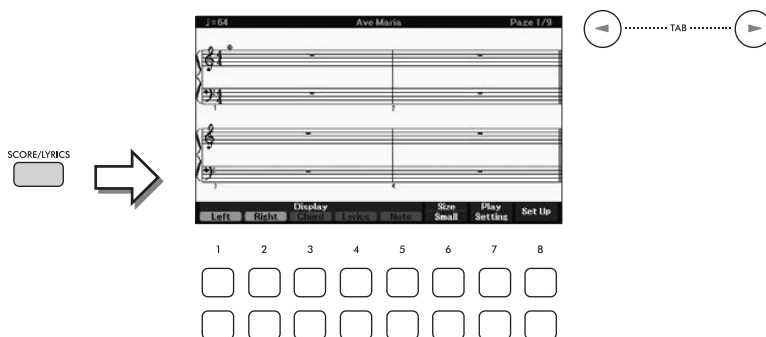 ♩=64 Ave Maria Page 1/9
TAB
1 2
SCORE/LYRICS
3 4
Display Size Play
Left Right Chord Lyrics Note Small Setting Set Up
1 2 3 4 5 6 7 8